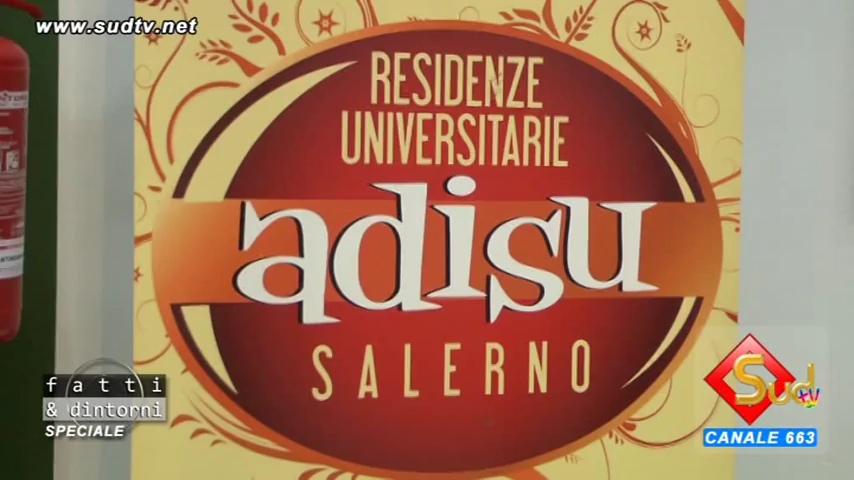 www.sudtv.net
RESIDENZE
UNIVERSITARIE
adisu
SALERNO
fatti
& dintorni
SPECIALE
Sud
tv
CANALE 663